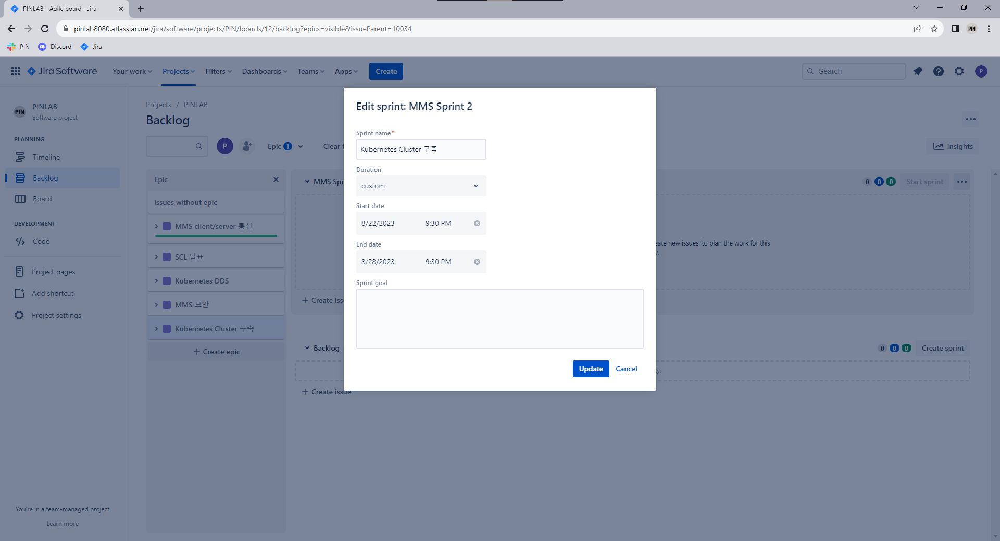 PINLAB - Agile board - Jira
pinlab8080.atlassian.net/jira/software/projects/PIN/boards/12/backlog?epics=visible&issueParent=10034
PIN
PIN
Discord
Jira
Jira Software
Your work
Projects
Filters
Dashboards
Teams
Apps
Create
Search
P
PIN
PINLAB
Software project
PLANNING
Timeline
Backlog
Board
DEVELOPMENT
Code
Project pages
Add shortcut
Project settings
You're in a team-managed project
Learn more
Projects / PINLAB
Backlog
P
Epic 1
Clear f
Insights
Epic
Issues without epic
MMS client/server 통신
SCL 발표
Kubernetes DDS
MMS 보안
Kubernetes Cluster 구축
+ Create epic
MMS Spr
0 0 0
Start sprint
eate new issues, to plan the work for this
y.
+ Create issu
Backlog
0 0 0
Create sprint
ty.
+ Create issue
Edit sprint: MMS Sprint 2
Sprint name*
Kubernetes Cluster 구축
Duration
custom
Start date
8/22/2023 9:30 PM
End date
8/28/2023 9:30 PM
Sprint goal
Update
Cancel